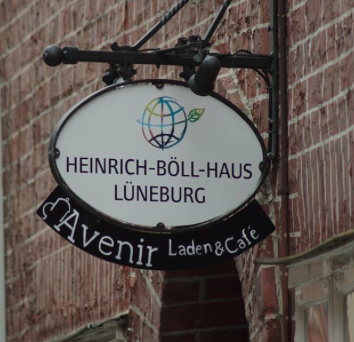 HEINRICH-BÖLL-HAUS
LÜNEBURG
Avenir Laden & Café